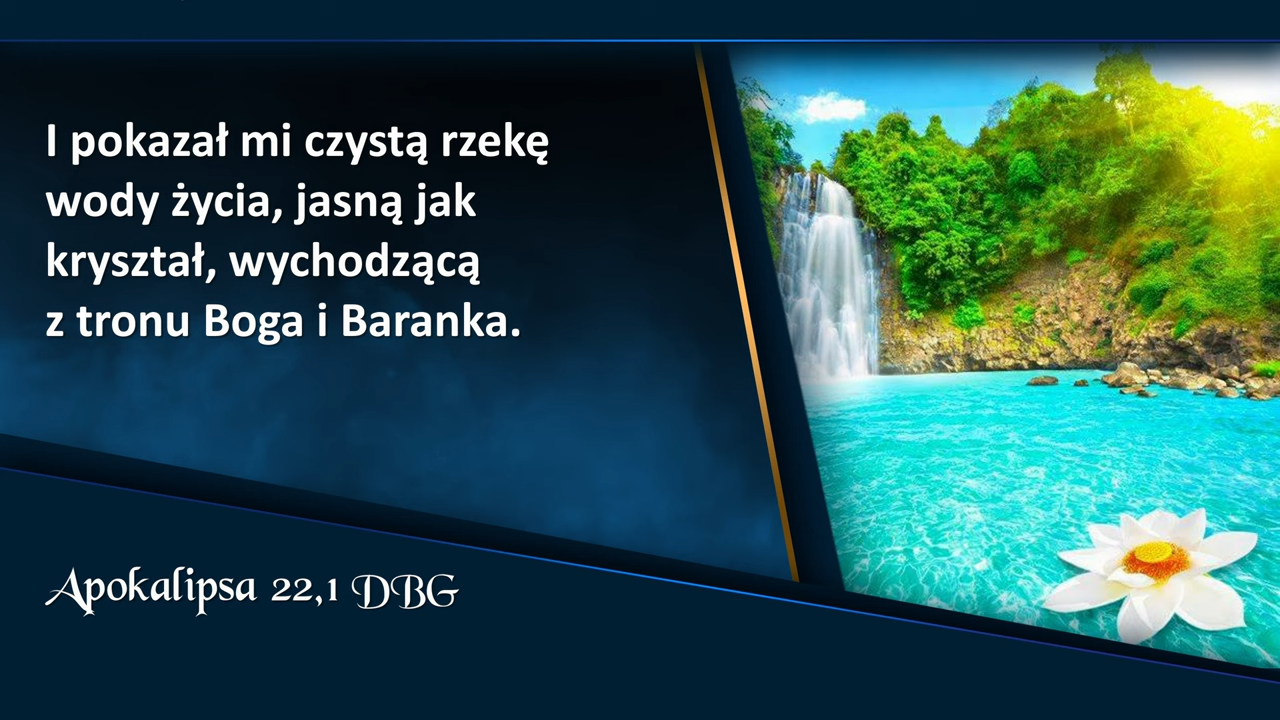 I pokazał mi czystą rzekę
wody życia, jasną jak
kryształ, wychodzącą
z tronu Boga i Baranka.
Apokalipsa 22,1 DBG